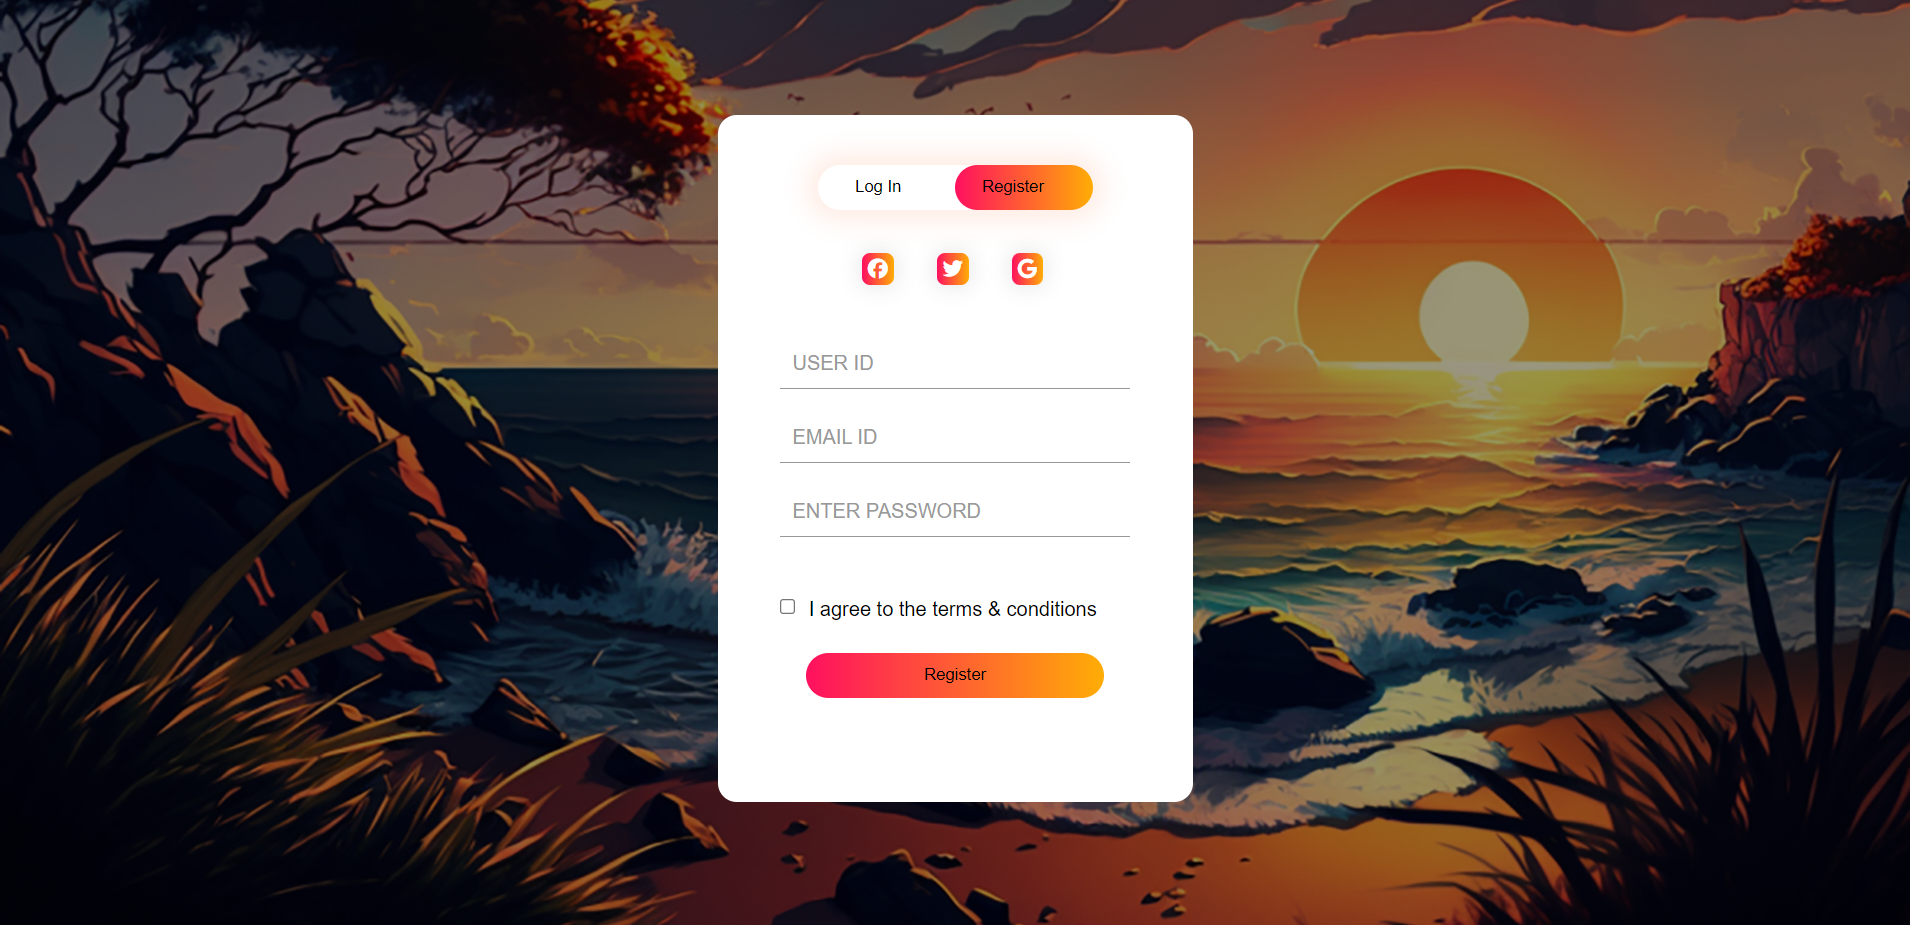 Log In Register
USER ID
EMAIL ID
ENTER PASSWORD
I agree to the terms & conditions
Register